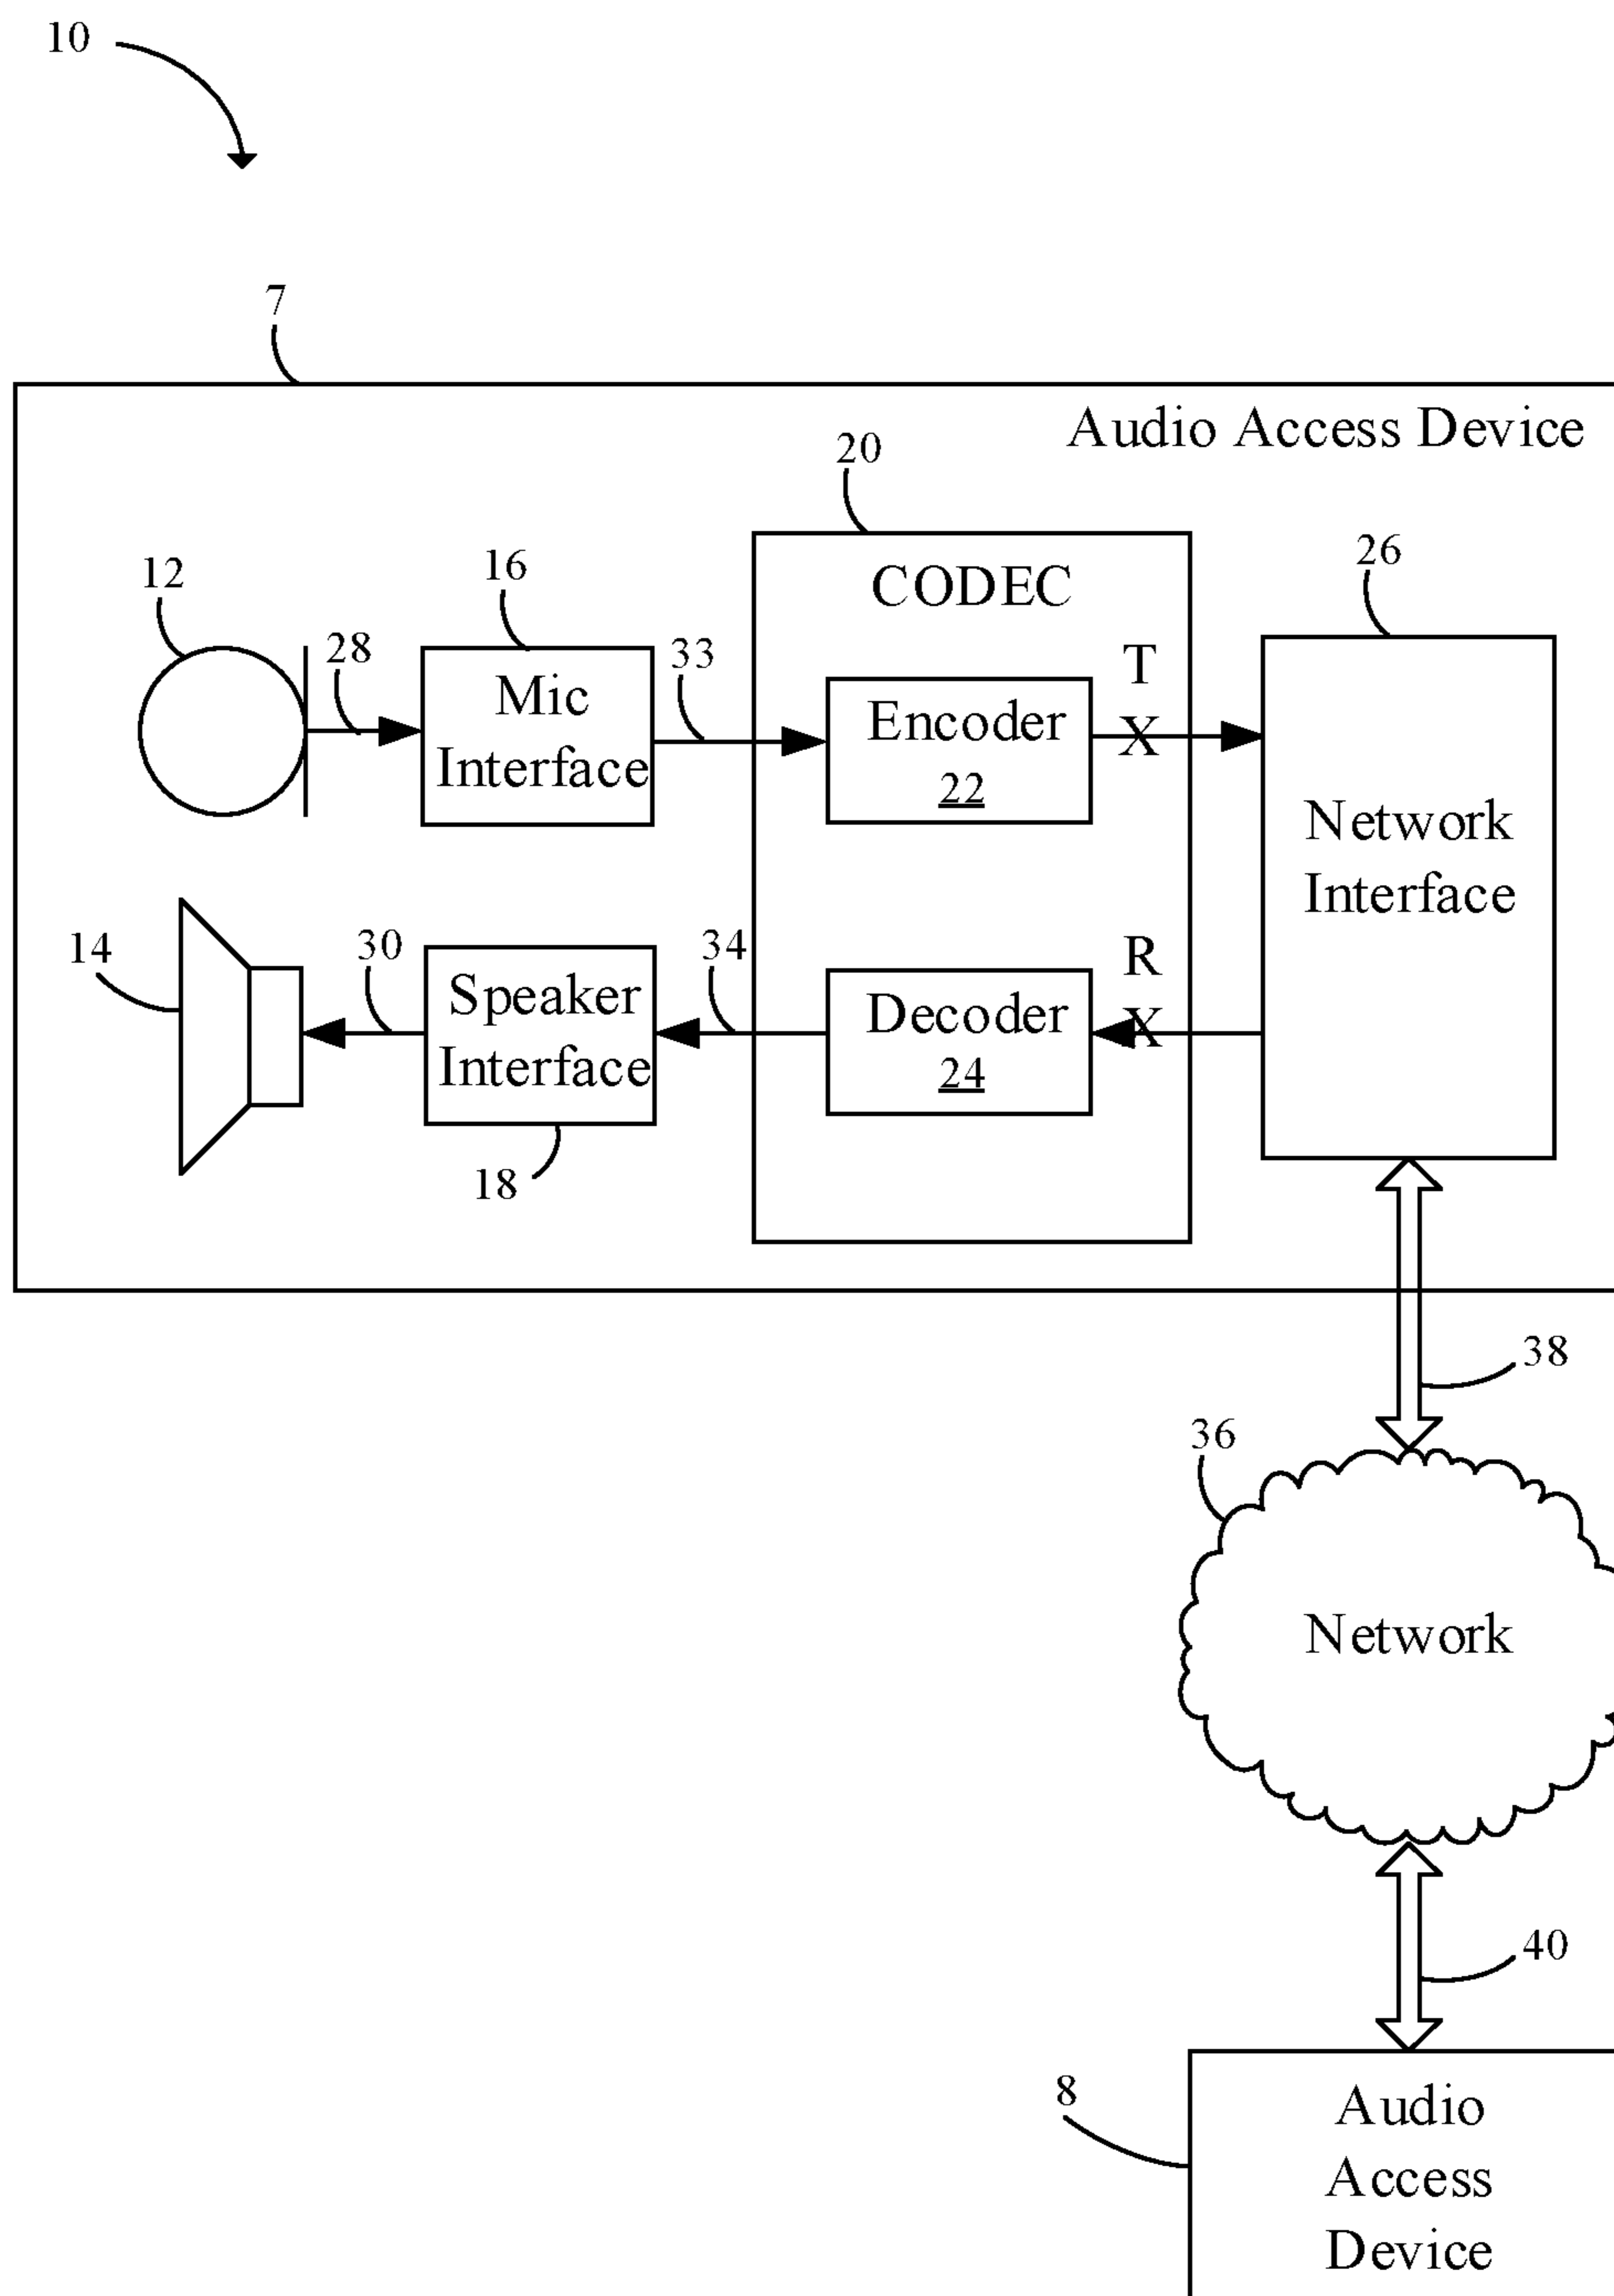 10
7
Audio Access Device
20
12
28
16
Mic
Interface
33
CODEC
Encoder
22
T
X
26
Network
Interface
14
30
Speaker
Interface
18
34
Decoder
24
R
X
38
36
Network
40
8
Audio
Access
Device